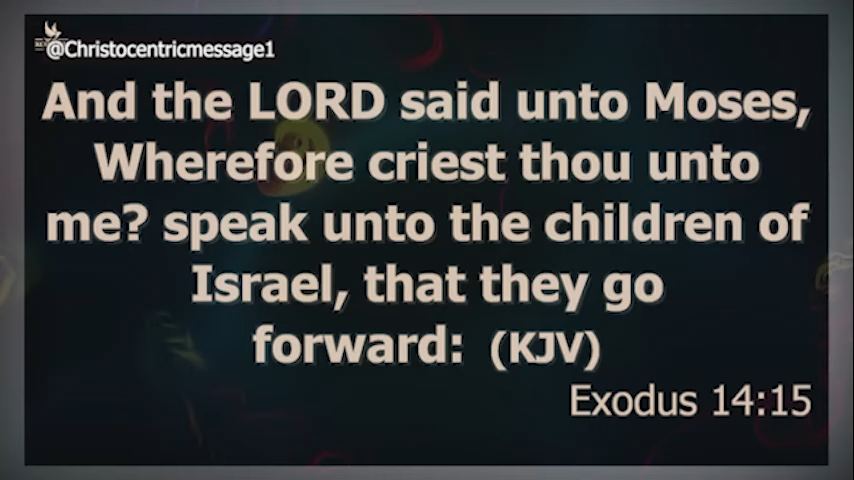 @Christocentricmessage1
And the LORD said unto Moses,
Wherefore criest thou unto
me? speak unto the children of
Israel, that they go
forward: (KJV)
Exodus 14:15